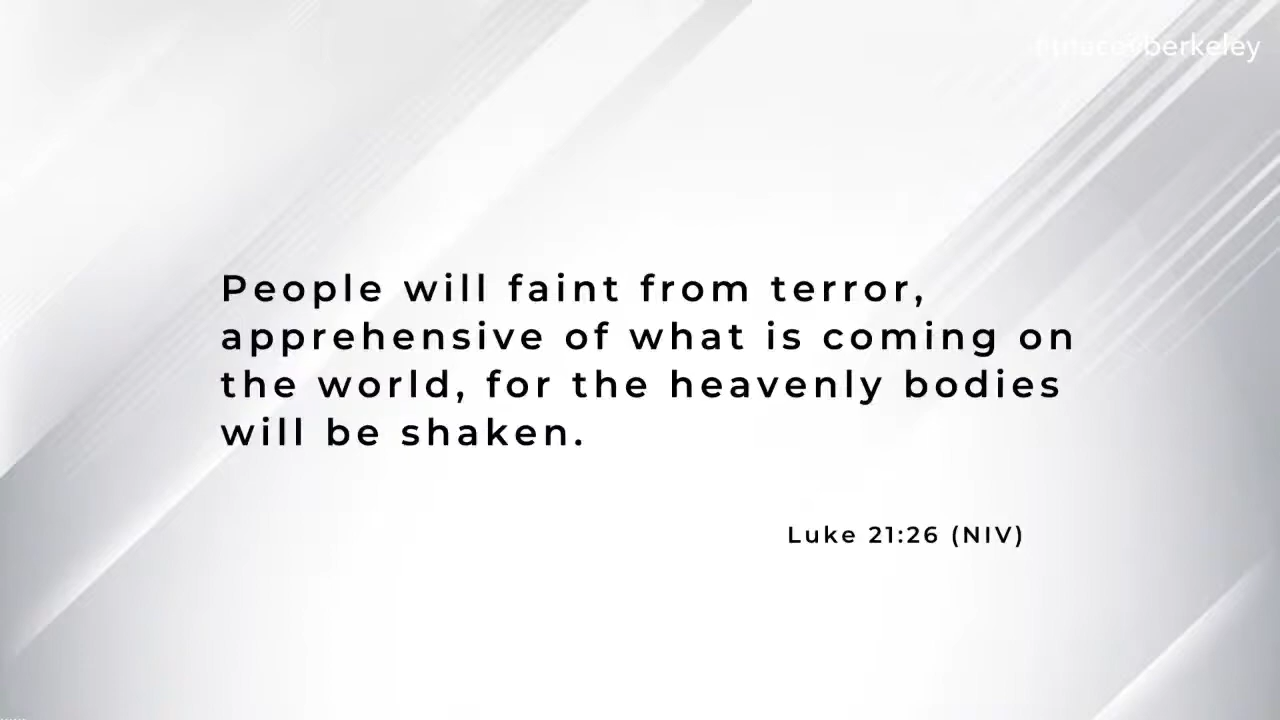 berkeley
People will faint from terror,
apprehensive of what is coming on
the world, for the heavenly bodies
will be shaken.
Luke 21:26 (NIV)